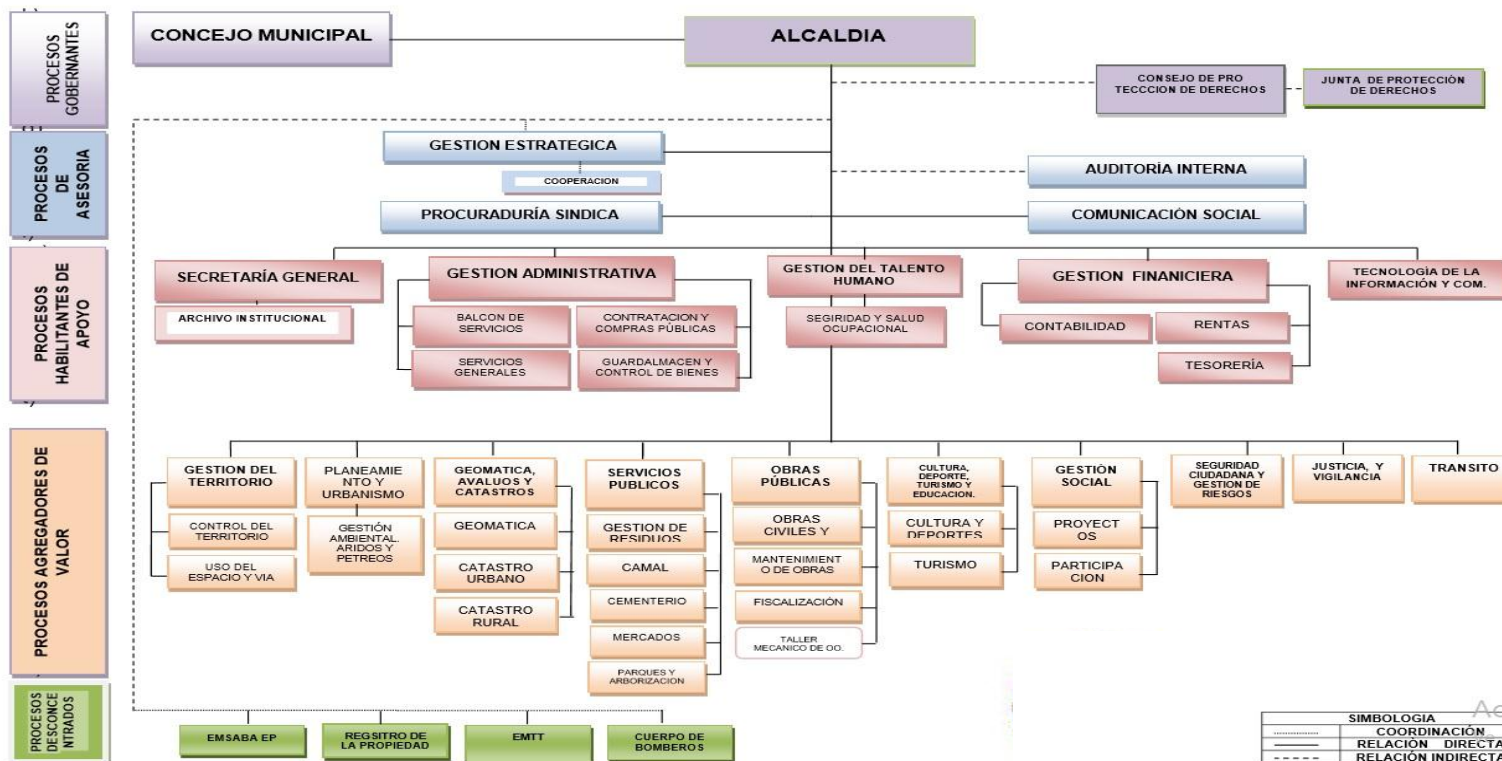 PROCESOS
GOBERNANTES
CONCEJO MUNICIPAL
ALCALDIA
CONSEJO DE PRO
TECCCION DE DERECHOS
JUNTA DE PROTECCIÒN
DE DERECHOS
PROCESOS
DE
ASESORIA
GESTION ESTRATEGICA
COOPERACION
AUDITORÍA INTERNA
PROCURADURÍA SINDICA
COMUNICACIÓN SOCIAL
PROCESOS
HABILITANTES DE
APOYO
SECRETARÍA GENERAL
ARCHIVO INSTITUCIONAL
GESTION ADMINISTRATIVA
BALCON DE
SERVICIOS
CONTRATACION Y
COMPRAS PÚBLICAS
SERVICIOS
GENERALES
GUARDALMACEN Y
CONTROL DE BIENES
GESTION DEL TALENTO
HUMANO
SEGIRIDAD Y SALUD
OCUPACIONAL
GESTION FINANICIERA
CONTABILIDAD
RENTAS
TESORERÍA
TECNOLOGÌA DE LA
INFORMACIÓN Y COM.
PROCESOS AGREGADORES DE
VALOR
GESTION DEL
TERRITORIO
CONTROL DEL
TERRITORIO
USO DEL
ESPACIO Y VIA
PLANEAMIE
NTO Y
URBANISMO
GESTIÓN
AMBIENTAL.
ARIDOS Y
PETREOS
GEOMATICA,
AVALUOS Y
CATASTROS
GEOMATICA
CATASTRO
URBANO
CATASTRO
RURAL
SERVICIOS
PUBLICOS
GESTION DE
RESIDUOS
CAMAL
CEMENTERIO
MERCADOS
PARQUES Y
ARBORIZACION
OBRAS
PÚBLICAS
OBRAS
CIVILES Y
MANTENIMIENT
O DE OBRAS
FISCALIZACIÓN
TALLER
MECANICO DE OO.
CULTURA,
DEPORTE,
TURISMO Y
EDUCACION.
CULTURA Y
DEPORTES
TURISMO
GESTIÒN
SOCIAL
PROYECT
OS
PARTICIPA
CION
SEGURIDAD
CIUDADANA Y
GESTION DE
RIESGOS
JUSTICIA, Y
VIGILANCIA
TRANSITO
PROCESOS
DESCONCE
NTRADOS
EMSABA EP
REGSITRO DE
LA PROPIEDAD
EMTT
CUERPO DE
BOMBEROS
SIMBOLOGIA
COORDINACIÓN
RELACIÓN DIRECTA
RELACIÒN INDIRECTA